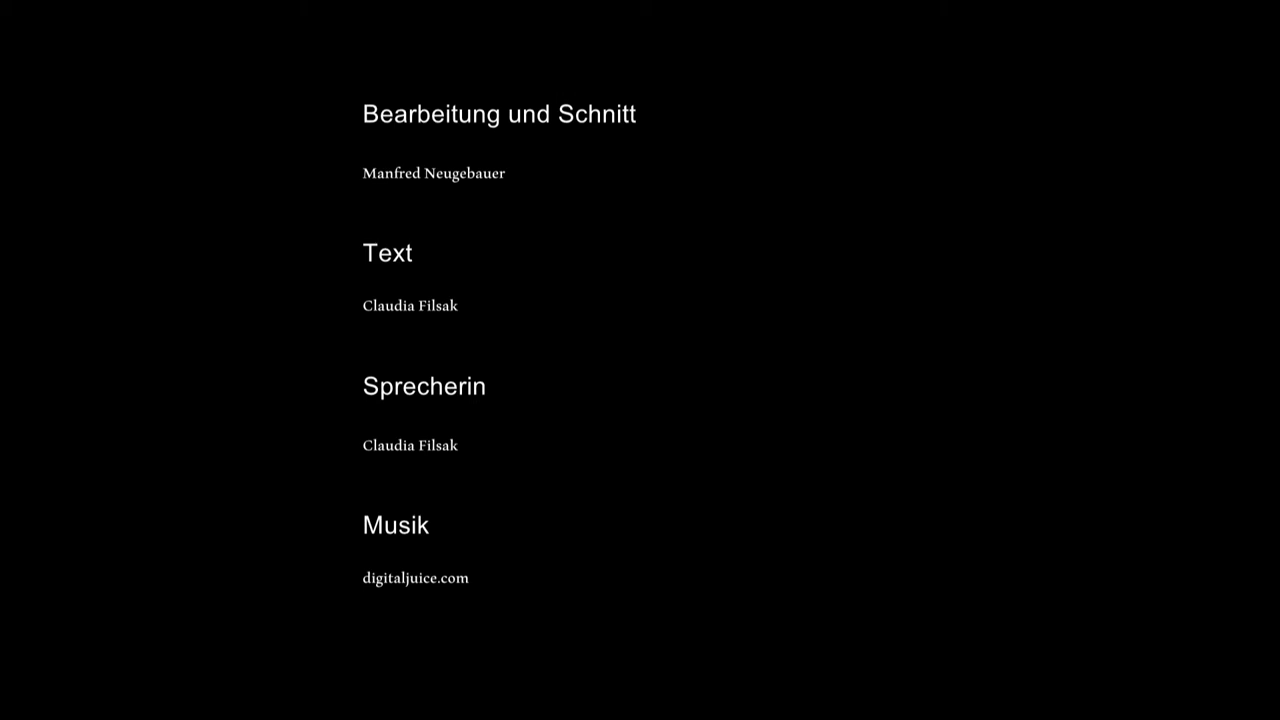 Bearbeitung und Schnitt
Manfred Neugebauer
Text
Claudia Filsak
Sprecherin
Claudia Filsak
Musik
digitaljuice.com